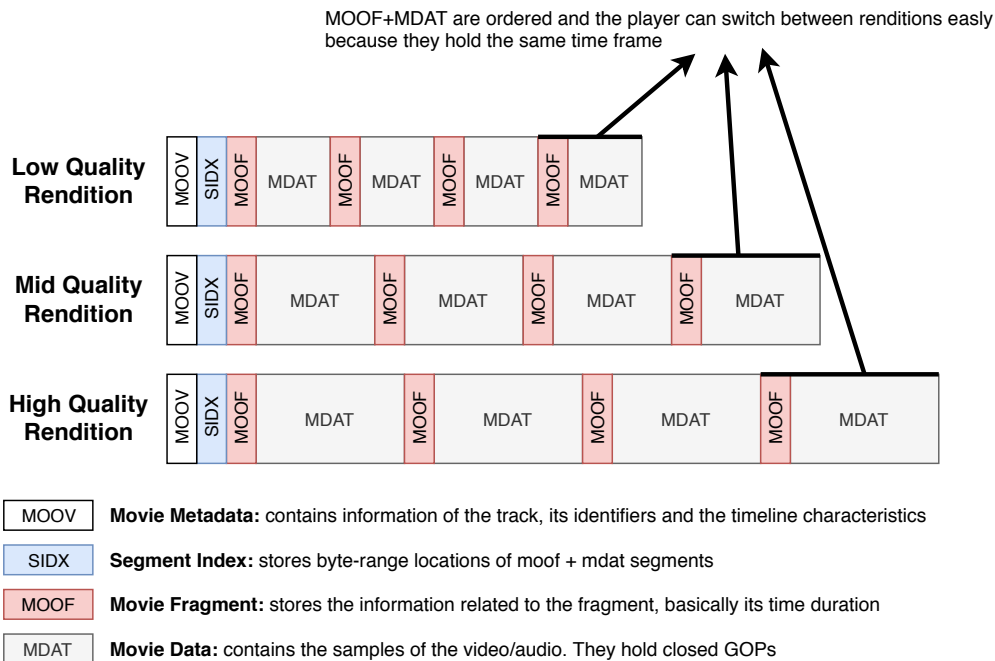 MOOF+MDAT are ordered and the player can switch between renditions easly
because they hold the same time frame
Low Quality
Rendition
MOOV SIDX MOOF MDAT MOOF MDAT MOOF MDAT MOOF MDAT
Mid Quality
Rendition
MOOV SIDX MOOF MDAT MOOF MDAT MOOF MDAT MOOF MDAT
High Quality
Rendition
MOOV SIDX MOOF MDAT MOOF MDAT MOOF MDAT MOOF MDAT
MOOV Movie Metadata: contains information of the track, its identifiers and the timeline characteristics
SIDX Segment Index: stores byte-range locations of moof + mdat segments
MOOF Movie Fragment: stores the information related to the fragment, basically its time duration
MDAT Movie Data: contains the samples of the video/audio. They hold closed GOPs